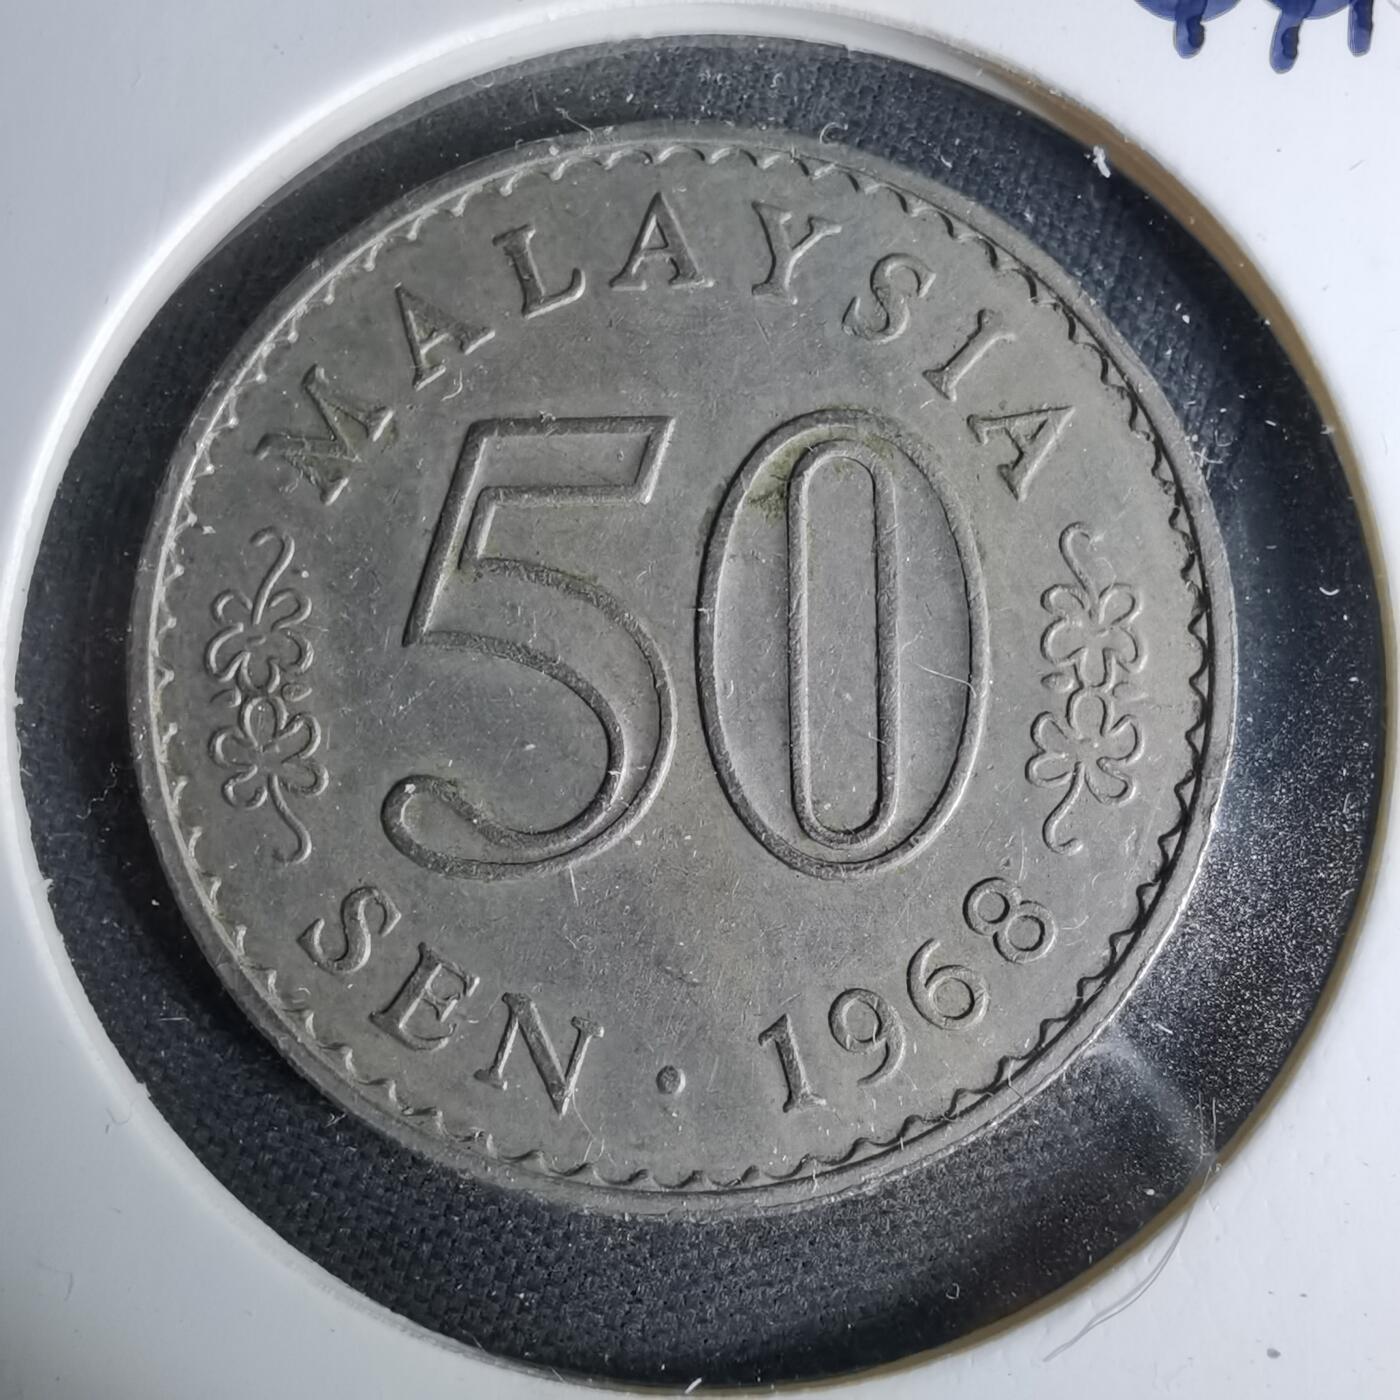 MALAYSIA
50
SEN · 1968